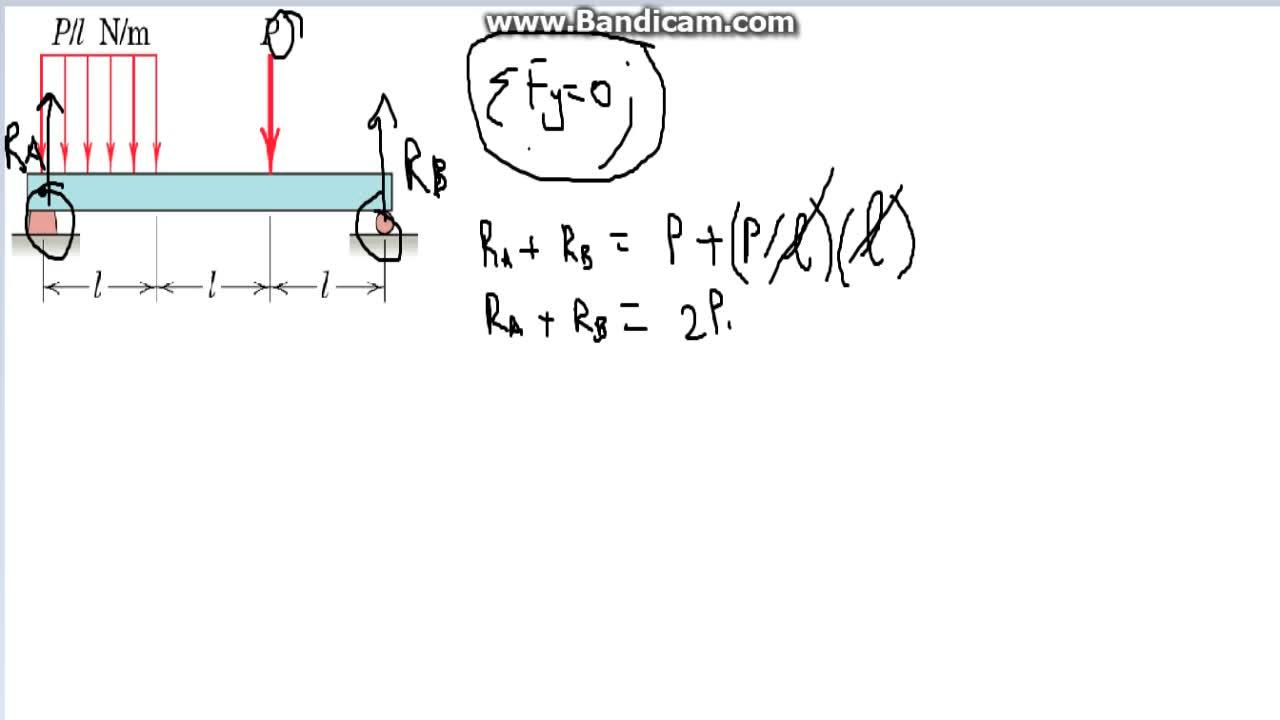 www.Bandicam.com
P/l N/m
P
ΣFy=0
RA
RB
RA + RB = P + (P/l)(l)
RA + RB = 2P.
l l l